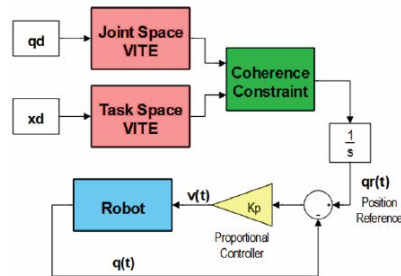 qd
Joint Space
VITE
xd
Task Space
VITE
Coherence
Constraint
1
s
qr(t)
Position
Reference
-
Kp
Proportional
Controller
v(t)
Robot
q(t)